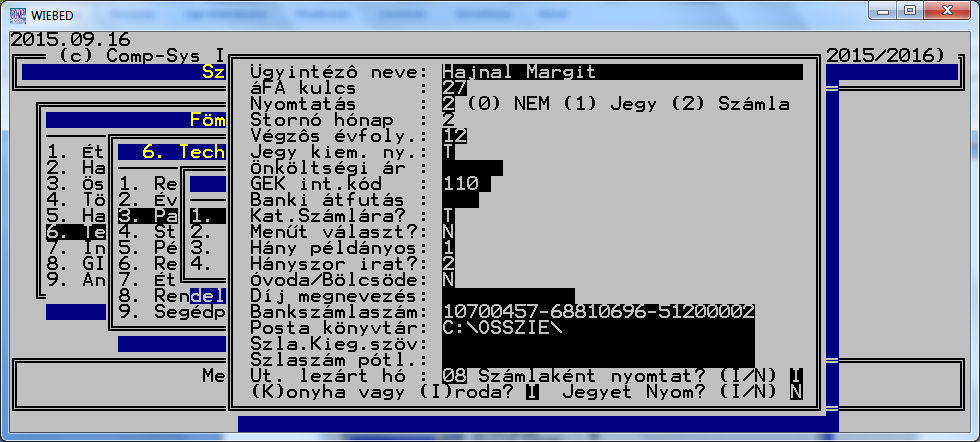 WIEBED
2015.09.16
(c) Comp-Sys I
2015/2016)
Sz
Föm
1. Ét
2. Ha
3. Ös
4. Tö
5. Ha
6. Te
7. In
8. GI
9. An
6. Tech
1. Re
2. Év
3. Pa
4. St
5. Pé
6. Re
7. Ét
8. Rendel
9. Segédp
1.
2.
3.
4.
Me
Ügyintézô neve: Hajnal Margit
áFA kulcs : 27
Nyomtatás : 2 (0) NEM (1) Jegy (2) Számla
Stornó hónap : 2
Végzôs évfoly.: 12
Jegy kiem. ny.: T
Önköltségi ár :
GEK int.kód : 110
Banki átfutás :
Kat.Számlára? : T
Menűt választ?: N
Hány példányos: 1
Hányszor irat?: 2
Óvoda/Bölcsöde: N
Díj megnevezés:
Bankszámlaszám: 10700457-68810696-51200002
Posta könyvtár: C:\OSSZIE\
Szla.Kieg.szöv:
Szlaszám pótl.:
Ut. lezárt hó : 08 Számlaként nyomtat? (I/N) I
(K)onyha vagy (I)roda? I Jegyet Nyom? (I/N) N